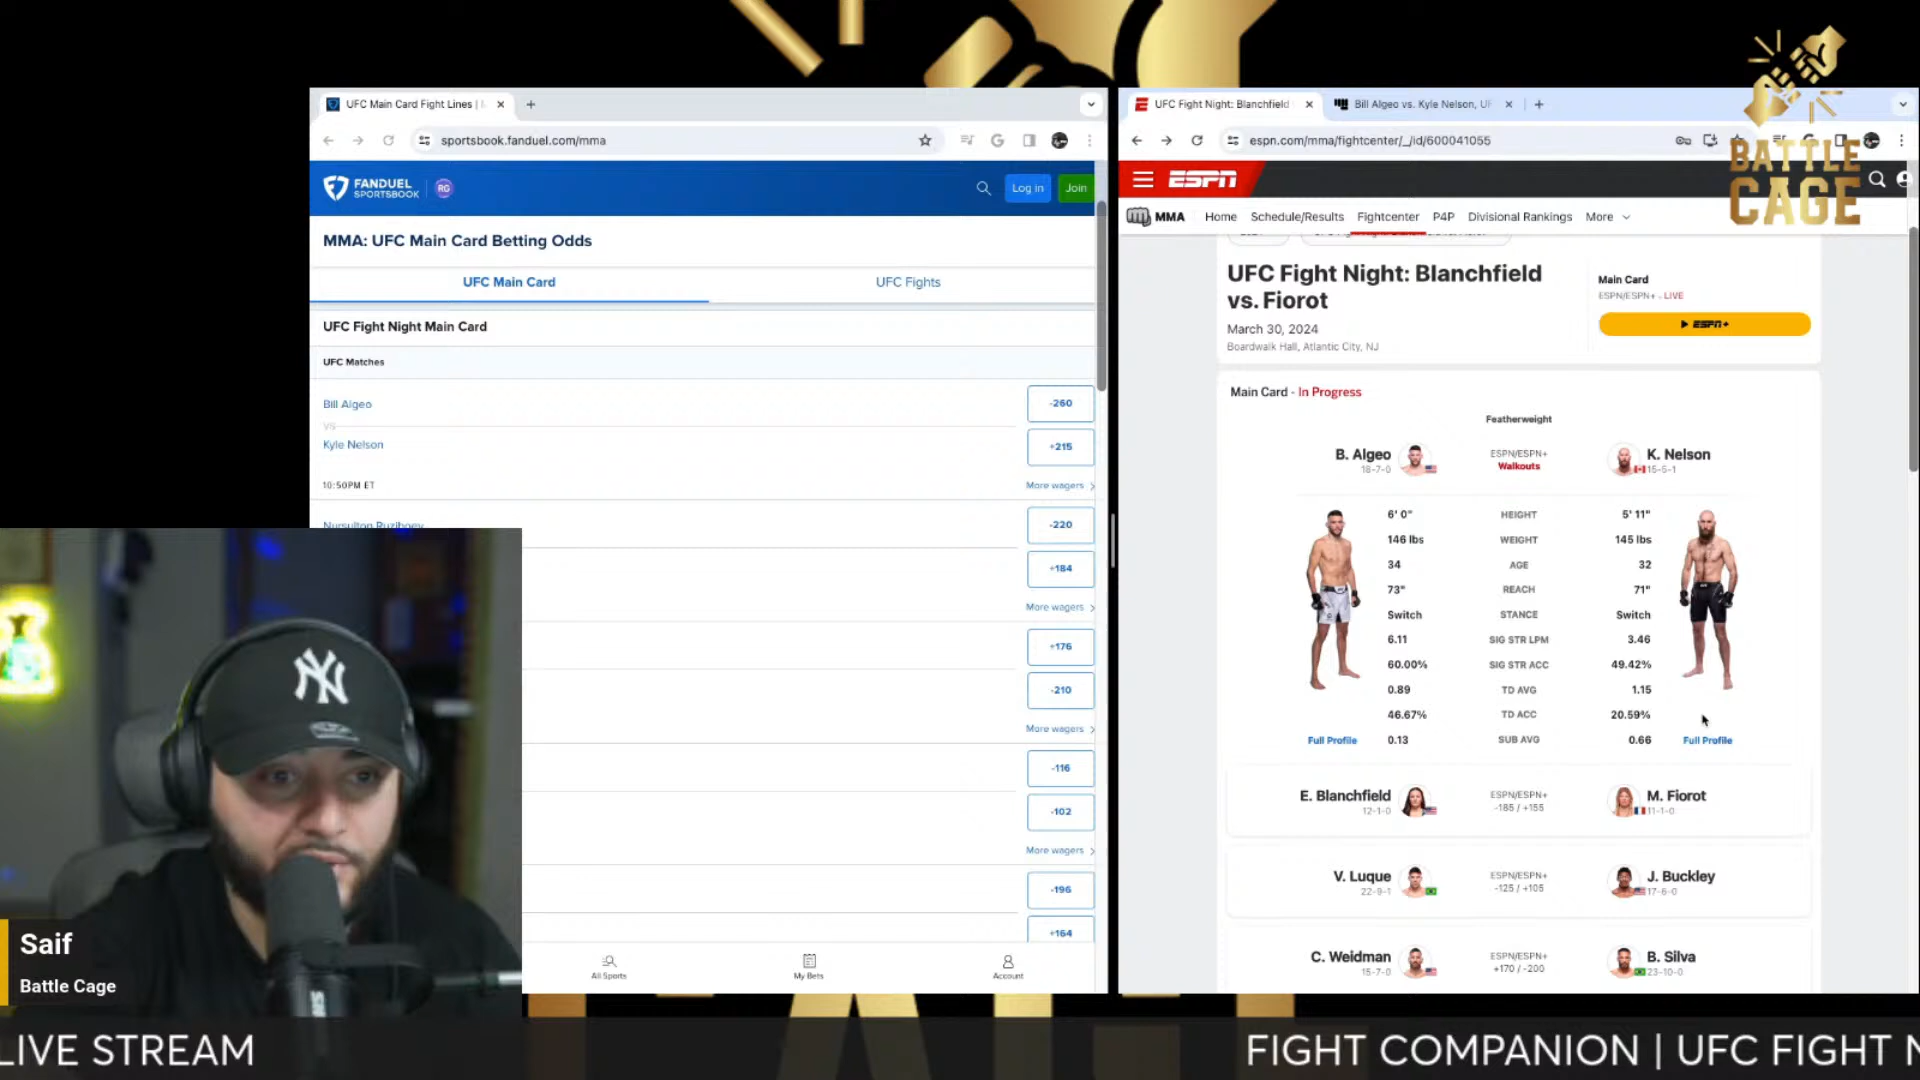 UFC Main Card Fight Lines |
sportsbook.fanduel.com/mma
FANDUEL
SPORTSBOOK
RG
Log in
Join
MMA: UFC Main Card Betting Odds
UFC Main Card
UFC Fights
UFC Fight Night Main Card
UFC Matches
Bill Algeo
-260
VS
Kyle Nelson
+215
10:50PM ET
More wagers
Nursulton Ruziboev
-220
+184
More wagers
+176
-210
More wagers
-116
-102
More wagers
-196
+164
All Sports
My Bets
Account
UFC Fight Night: Blanchfield
Bill Algeo vs. Kyle Nelson, UF
espn.com/mma/fightcenter/_/id/600041055
BATTLE
CAGE
ESPN
MMA
Home
Schedule/Results
Fightcenter
P4P
Divisional Rankings
More
UFC Fight Night: Blanchfield
vs. Fiorot
March 30, 2024
Boardwalk Hall, Atlantic City, NJ
Main Card
ESPN/ESPN+ - LIVE
ESPN+
Main Card - In Progress
Featherweight
B. Algeo
18-7-0
ESPN/ESPN+
Walkouts
K. Nelson
15-5-1
6' 0" HEIGHT 5' 11"
146 lbs WEIGHT 145 lbs
34 AGE 32
73" REACH 71"
Switch STANCE Switch
6.11 SIG STR LPM 3.46
60.00% SIG STR ACC 49.42%
0.89 TD AVG 1.15
46.67% TD ACC 20.59%
Full Profile 0.13 SUB AVG 0.66 Full Profile
E. Blanchfield
12-1-0
ESPN/ESPN+
-185 / +155
M. Fiorot
11-1-0
V. Luque
22-9-1
ESPN/ESPN+
-125 / +105
J. Buckley
17-6-0
C. Weidman
15-7-0
ESPN/ESPN+
+170 / -200
B. Silva
23-10-0
NY
Saif
Battle Cage
LIVE STREAM
FIGHT COMPANION | UFC FIGHT N